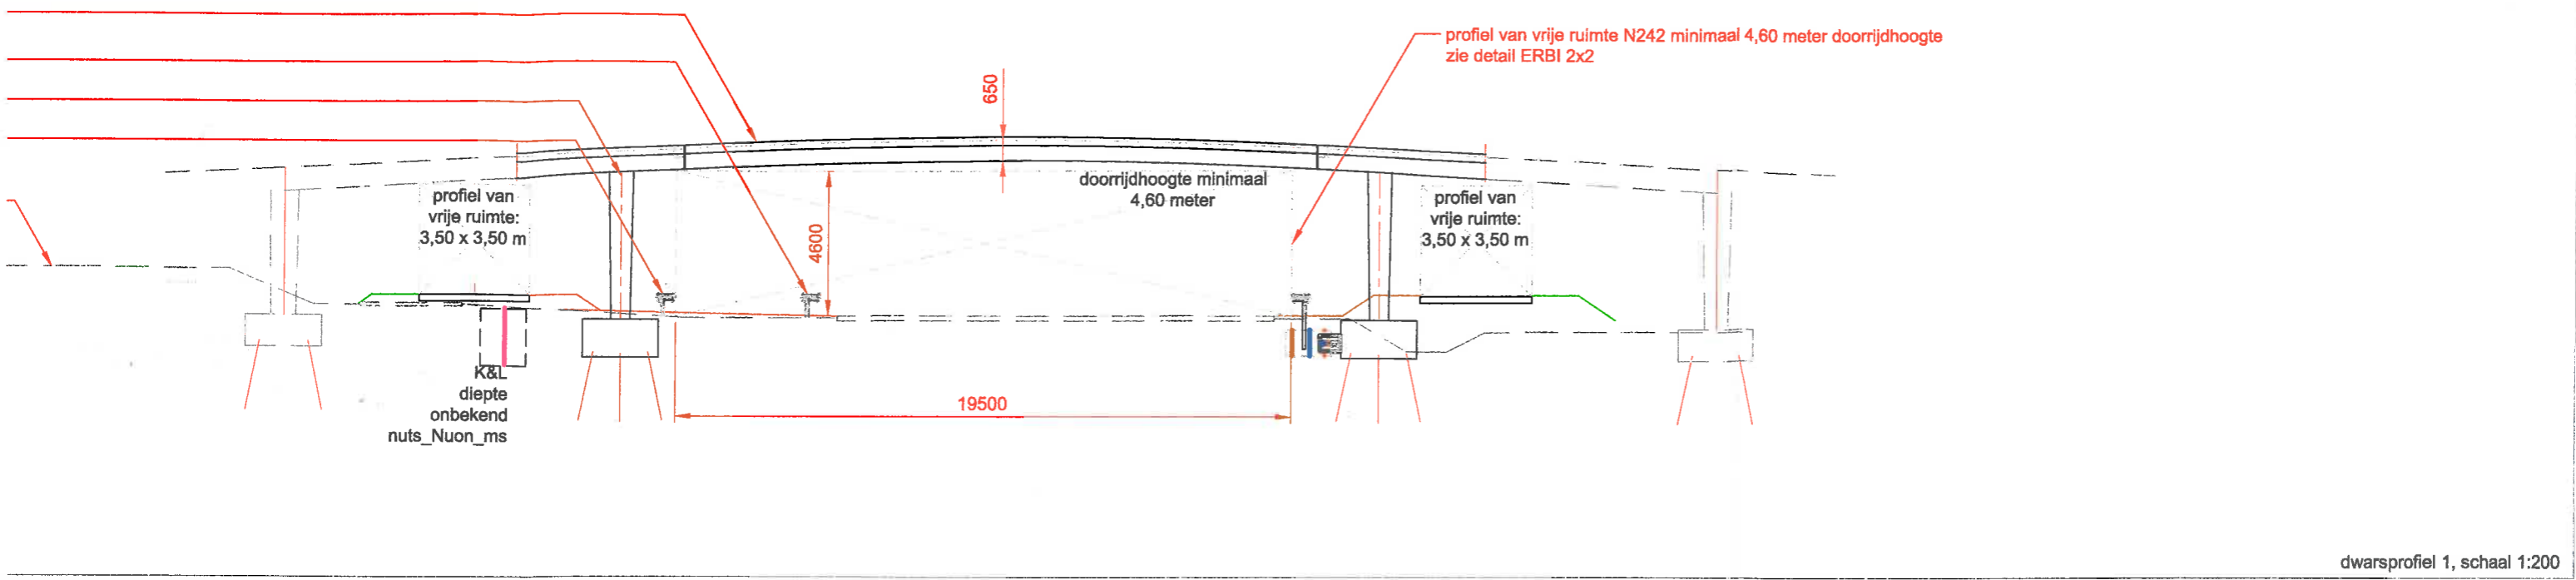 profiel van vrije ruimte N242 minimaal 4,60 meter doorrijdhoogte
zie detail ERBI 2x2
650
doorrijdhoogte minimaal
4,60 meter
profiel van
vrije ruimte:
3,50 x 3,50 m
4600
profiel van
vrije ruimte:
3,50 x 3,50 m
K&L
diepte
onbekend
nuts_Nuon_ms
19500
dwarsprofiel 1, schaal 1:200